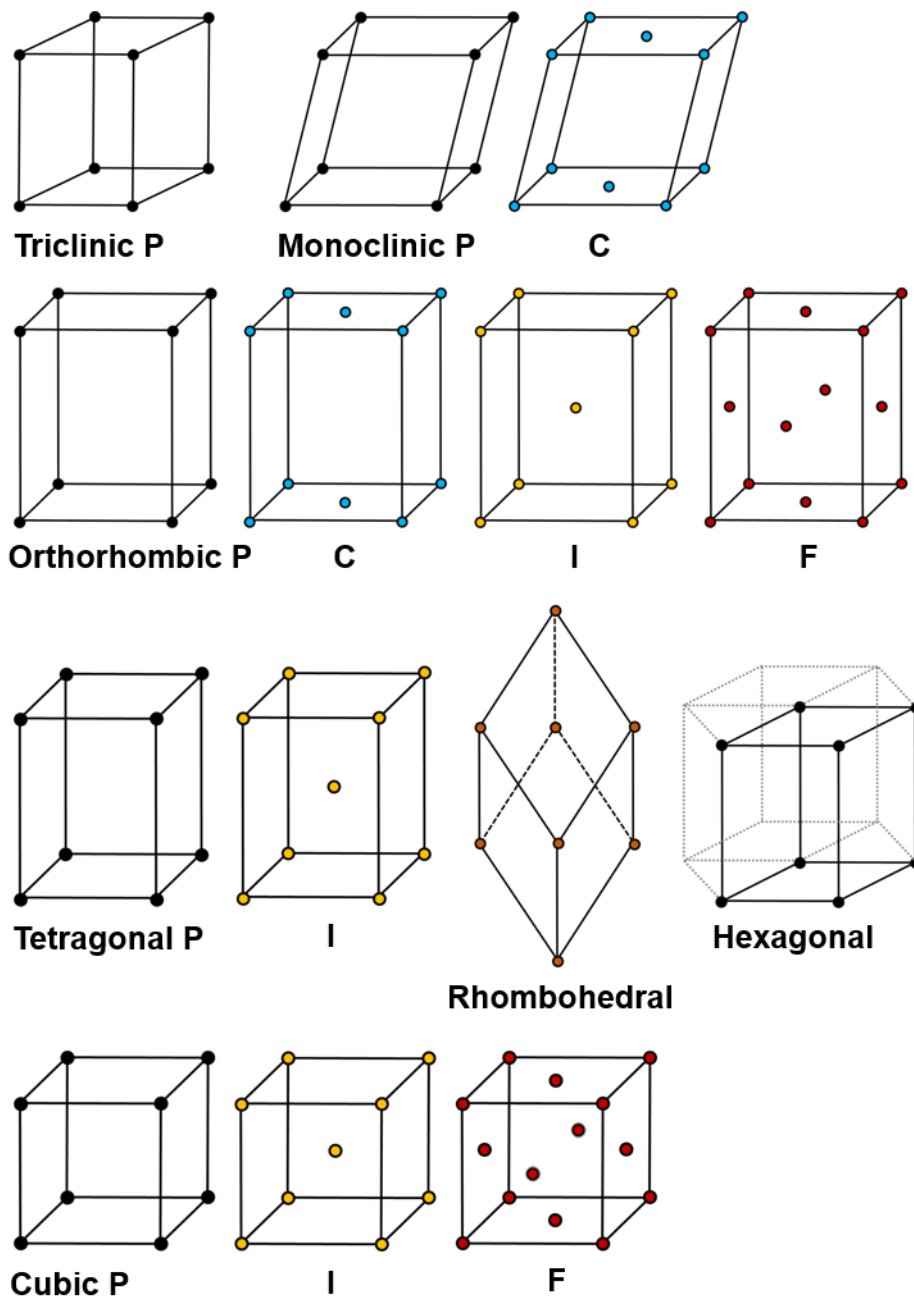 Triclinic P
Monoclinic P
C
Orthorhombic P
C
I
F
Tetragonal P
I
Rhombohedral
Hexagonal
Cubic P
I
F